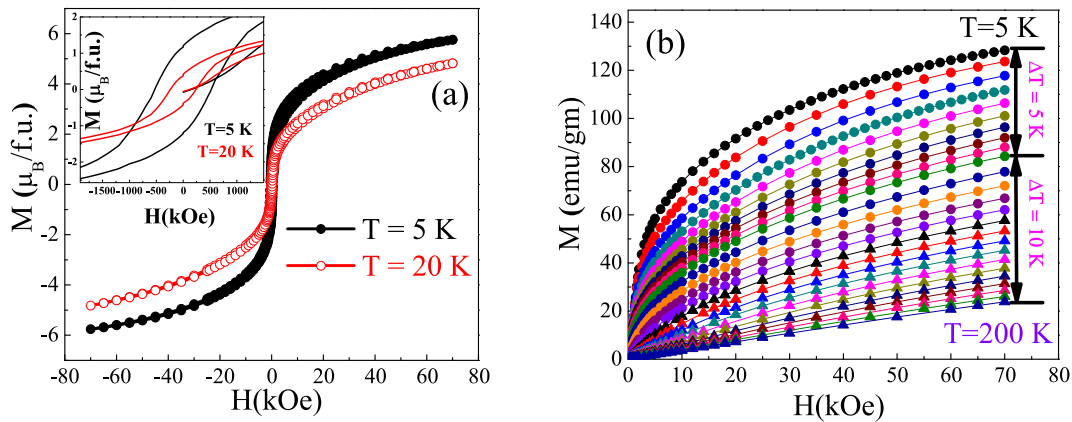 (a)
M (μB/f.u.)
6
4
2
0
-2
-4
-6
-80 -60 -40 -20 0 20 40 60 80
H(kOe)
T = 5 K
T = 20 K
M (μB/f.u.)
2
1
0
-1
-2
-1500 -1000 -500 0 500 1000
H(kOe)
T=5 K
T=20 K
(b)
M (emu/gm)
140
120
100
80
60
40
20
0
0 10 20 30 40 50 60 70 80
H(kOe)
T=5 K
ΔT = 5 K
ΔT = 10 K
T=200 K